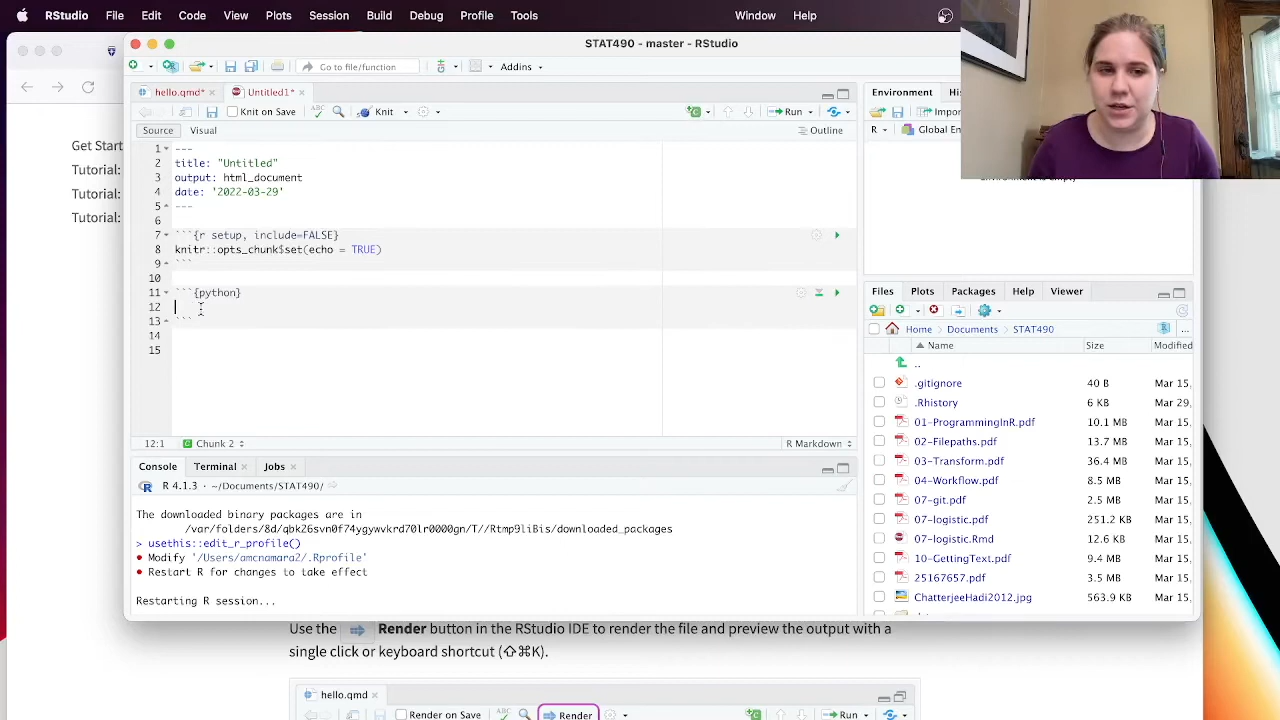 RStudio File Edit Code View Plots Session Build Debug Profile Tools Window Help
STAT490 - master - RStudio
Go to file/function Addins
hello.qmd* Untitled1* Environment
Knit on Save ABC Knit Run Impor
Source Visual Outline R Global En
Get Start
Tutorial:
Tutorial:
Tutorial:
1 ---
2 title: "Untitled"
3 output: html_document
4 date: '2022-03-29'
5 ---
6
7 ```{r setup, include=FALSE}
8 knitr::opts_chunk$set(echo = TRUE)
9 ```
10
11 ```{python}
12
13 ```
14
15
12:1 Chunk 2 R Markdown
Console Terminal Jobs
R 4.1.3 · ~/Documents/STAT490/
The downloaded binary packages are in
/var/folders/8d/qbk26svn0f74ygywvkrd70lr0000gn/T//Rtmp9liBis/downloaded_packages
> usethis::edit_r_profile()
• Modify '/Users/amcnamara2/.Rprofile'
• Restart R for changes to take effect
Restarting R session...
Files Plots Packages Help Viewer
Home Documents STAT490 ...
Name Size Modified
..
.gitignore 40 B Mar 15,
.Rhistory 6 KB Mar 29,
01-ProgrammingInR.pdf 10.1 MB Mar 15,
02-Filepaths.pdf 13.7 MB Mar 15,
03-Transform.pdf 36.4 MB Mar 15,
04-Workflow.pdf 8.5 MB Mar 15,
07-git.pdf 2.5 MB Mar 15,
07-logistic.pdf 251.2 KB Mar 15,
07-logistic.Rmd 12.6 KB Mar 15,
10-GettingText.pdf 9.4 MB Mar 15,
25167657.pdf 3.5 MB Mar 15,
ChatterjeeHadi2012.jpg 563.9 KB Mar 15,
Use the Render button in the RStudio IDE to render the file and preview the output with a
single click or keyboard shortcut (⇧⌘K).
hello.qmd
Render on Save ABC Render Run